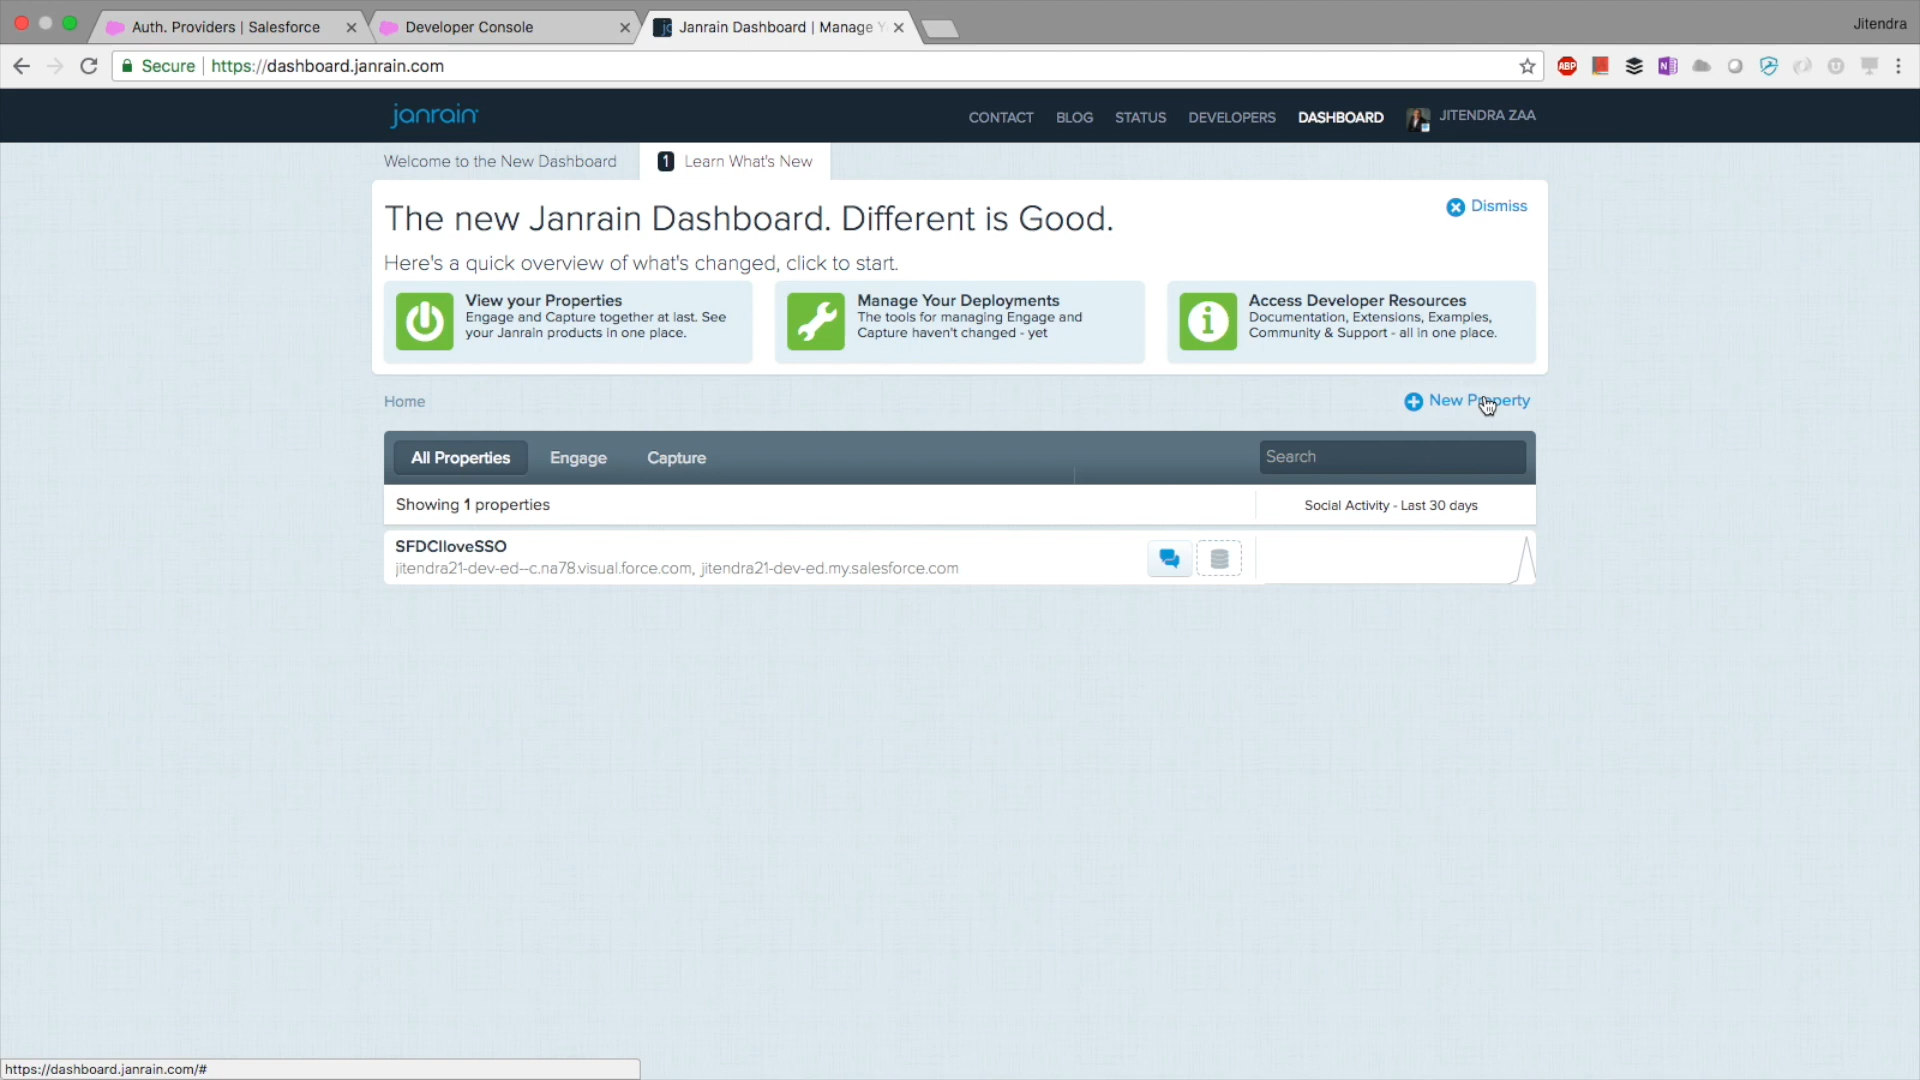 Auth. Providers | Salesforce
Developer Console
Janrain Dashboard | Manage Y
Jitendra
Secure
https://dashboard.janrain.com
ABP
janrain
CONTACT
BLOG
STATUS
DEVELOPERS
DASHBOARD
JITENDRA ZAA
Welcome to the New Dashboard
1 Learn What's New
The new Janrain Dashboard. Different is Good.
Dismiss
Here's a quick overview of what's changed, click to start.
View your Properties
Engage and Capture together at last. See
your Janrain products in one place.
Manage Your Deployments
The tools for managing Engage and
Capture haven't changed - yet
Access Developer Resources
Documentation, Extensions, Examples,
Community & Support - all in one place.
Home
New Property
All Properties
Engage
Capture
Search
Showing 1 properties
Social Activity - Last 30 days
SFDCIloveSSO
jitendra21-dev-ed--c.na78.visual.force.com, jitendra21-dev-ed.my.salesforce.com
https://dashboard.janrain.com/#